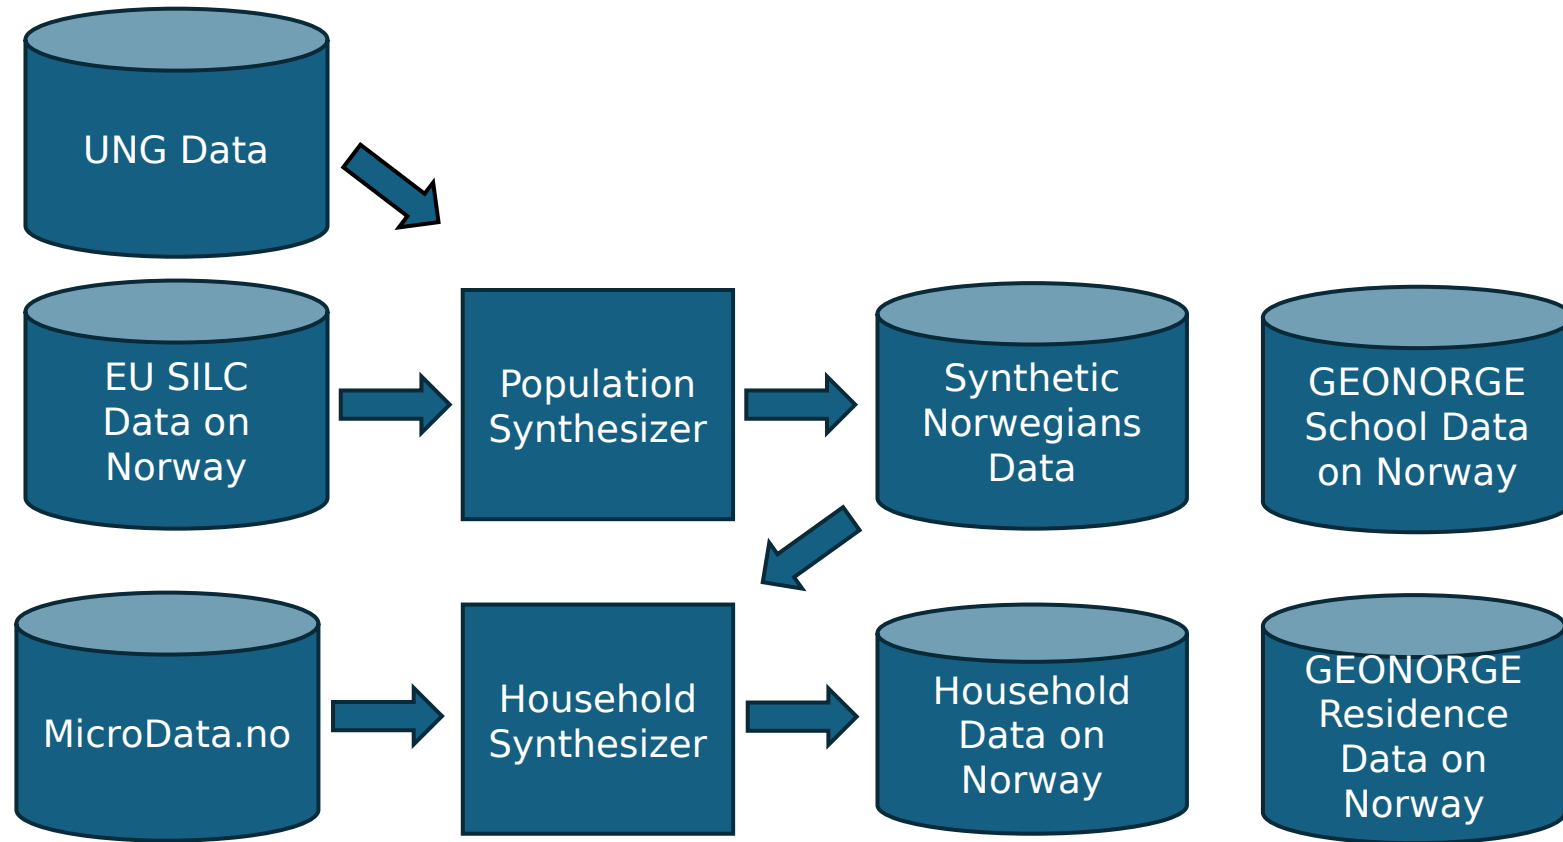 UNG Data
EU SILC
Data on
Norway
Population
Synthesizer
Synthetic
Norwegians
Data
GEONORGE
School Data
on Norway
MicroData.no
Household
Synthesizer
Household
Data on
Norway
GEONORGE
Residence
Data on
Norway